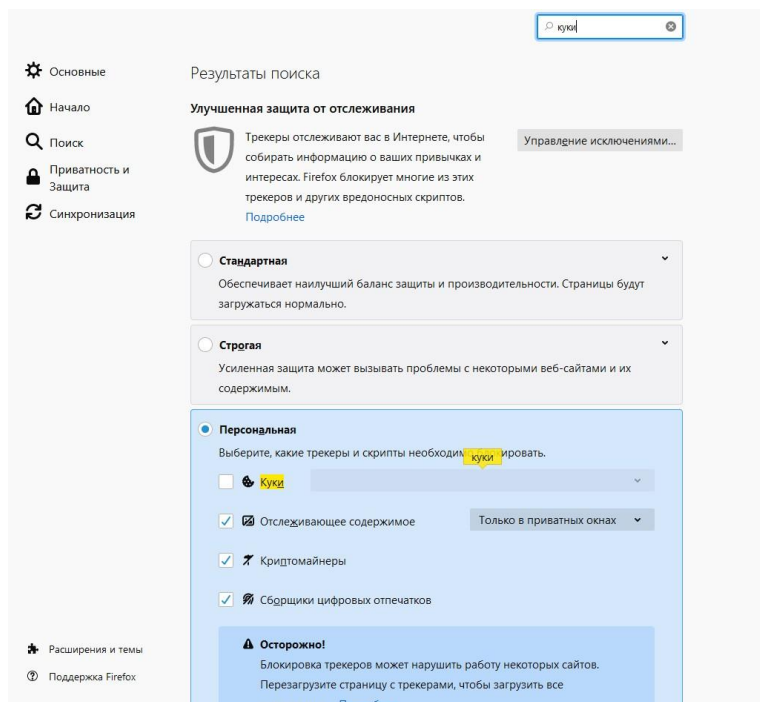 куки
Основные
Начало
Поиск
Приватность и
Защита
Синхронизация
Результаты поиска
Улучшенная защита от отслеживания
Трекеры отслеживают вас в Интернете, чтобы
собирать информацию о ваших привычках и
интересах. Firefox блокирует многие из этих
трекеров и других вредоносных скриптов.
Подробнее
Управление исключениями...
Стандартная
Обеспечивает наилучший баланс защиты и производительности. Страницы будут
загружаться нормально.
Строгая
Усиленная защита может вызывать проблемы с некоторыми веб-сайтами и их
содержимым.
Персональная
Выберите, какие трекеры и скрипты необходимо блокировать.
куки
Куки
Отслеживающее содержимое
Только в приватных окнах
Криптомайнеры
Сборщики цифровых отпечатков
Осторожно!
Блокировка трекеров может нарушить работу некоторых сайтов.
Перезагрузите страницу с трекерами, чтобы загрузить все
Расширения и темы
Поддержка Firefox